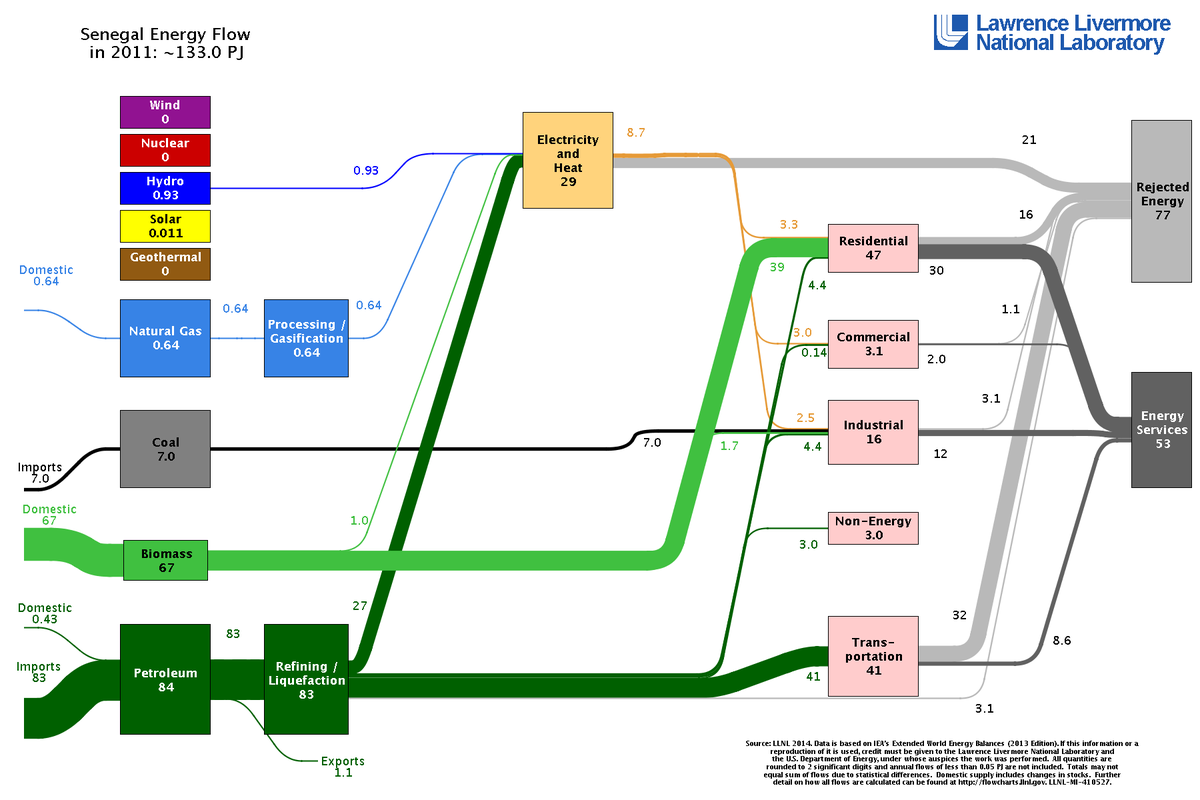 Senegal Energy Flow
in 2011: ~133.0 PJ
Lawrence Livermore
National Laboratory
Wind
0
Nuclear
0
Hydro
0.93
Solar
0.011
Geothermal
0
0.93
Domestic
0.64
Natural Gas
0.64
0.64
Processing /
Gasification
0.64
0.64
Coal
7.0
Imports
7.0
7.0
Domestic
67
Biomass
67
1.0
Domestic
0.43
Imports
83
Petroleum
84
83
Refining /
Liquefaction
83
27
Exports
1.1
Electricity
and
Heat
29
8.7
21
3.3
39
4.4
Residential
47
16
30
3.0
0.14
Commercial
3.1
1.1
2.0
2.5
1.7
4.4
Industrial
16
3.1
12
3.0
Non-Energy
3.0
41
Trans-
portation
41
32
8.6
3.1
Rejected
Energy
77
Energy
Services
53
Source: LLNL 2014. Data is based on IEA's Extended World Energy Balances (2013 Edition). If this information or a
reproduction of it is used, credit must be given to the Lawrence Livermore National Laboratory and
the U.S. Department of Energy, under whose auspices the work was performed. All quantities are
rounded to 2 significant digits and annual flows of less than 0.05 PJ are not included. Totals may not
equal sum of flows due to statistical differences. Domestic supply includes changes in stocks. Further
detail on how all flows are calculated can be found at http://flowcharts.llnl.gov. LLNL-MI-410527.